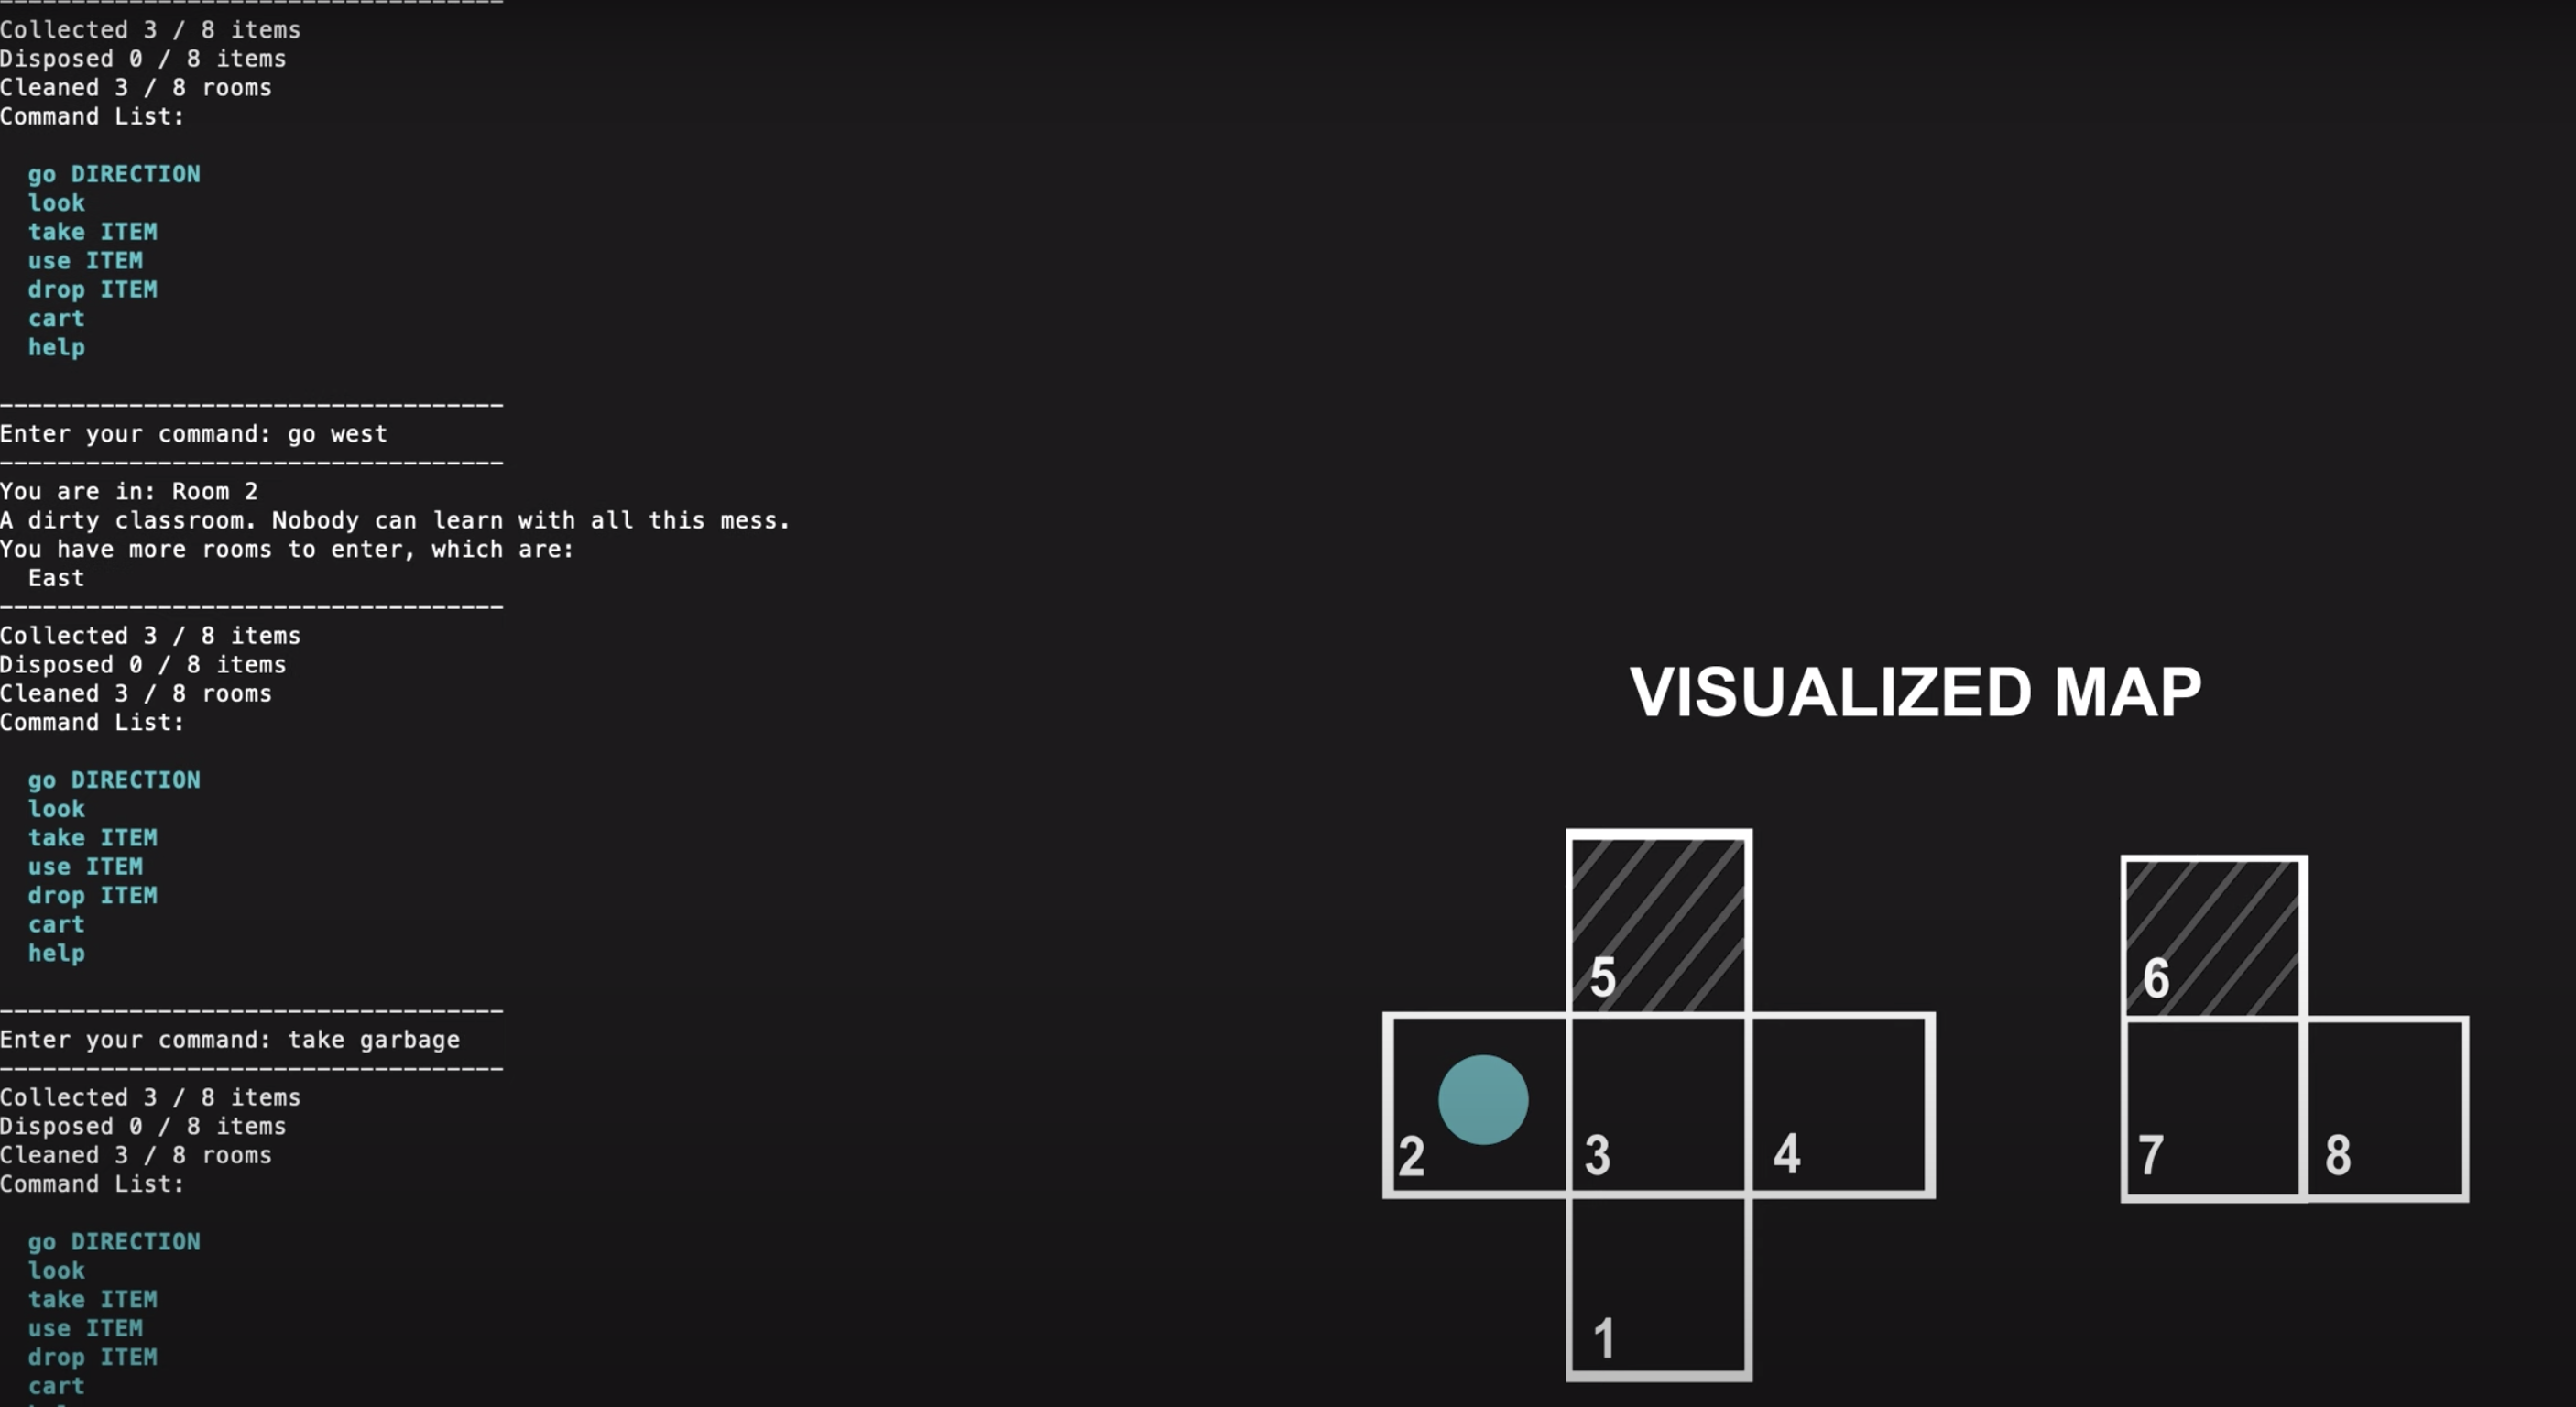 ---------------------------------
Collected 3 / 8 items
Disposed 0 / 8 items
Cleaned 3 / 8 rooms
Command List:
go DIRECTION
look
take ITEM
use ITEM
drop ITEM
cart
help
-----------------------------------
Enter your command: go west
-----------------------------------
You are in: Room 2
A dirty classroom. Nobody can learn with all this mess.
You have more rooms to enter, which are:
East
-----------------------------------
Collected 3 / 8 items
Disposed 0 / 8 items
Cleaned 3 / 8 rooms
Command List:
go DIRECTION
look
take ITEM
use ITEM
drop ITEM
cart
help
-----------------------------------
Enter your command: take garbage
-----------------------------------
Collected 3 / 8 items
Disposed 0 / 8 items
Cleaned 3 / 8 rooms
Command List:
go DIRECTION
look
take ITEM
use ITEM
drop ITEM
cart
VISUALIZED MAP
5
6
2
3
4
7
8
1